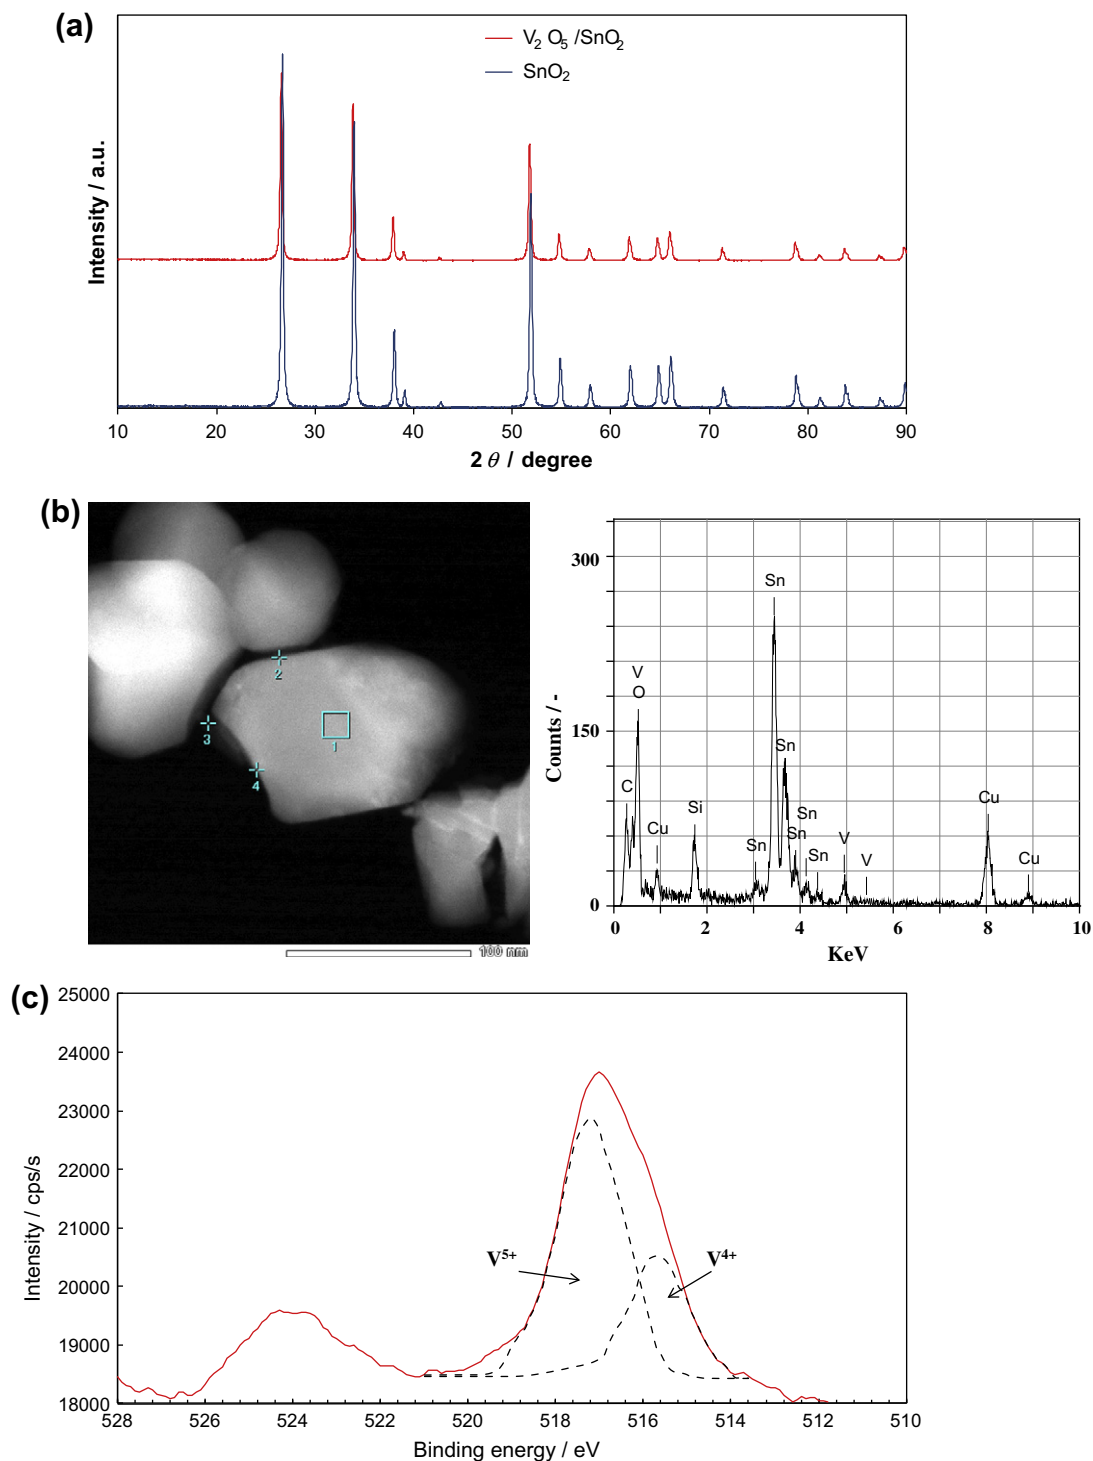 (a)
V₂ O₅ /SnO₂
SnO₂
Intensity / a.u.
10 20 30 40 50 60 70 80 90
2 θ / degree
(b)
2
3
1
4
100 nm
300
150
0
Counts / -
C
V
O
Cu
Si
Sn
Sn
Sn
Sn
Sn
Sn
V
V
Cu
Cu
0 2 4 6 8 10
KeV
(c)
25000
24000
23000
22000
21000
20000
19000
18000
Intensity / cps/s
V⁵⁺
V⁴⁺
528 526 524 522 520 518 516 514 512 510
Binding energy / eV